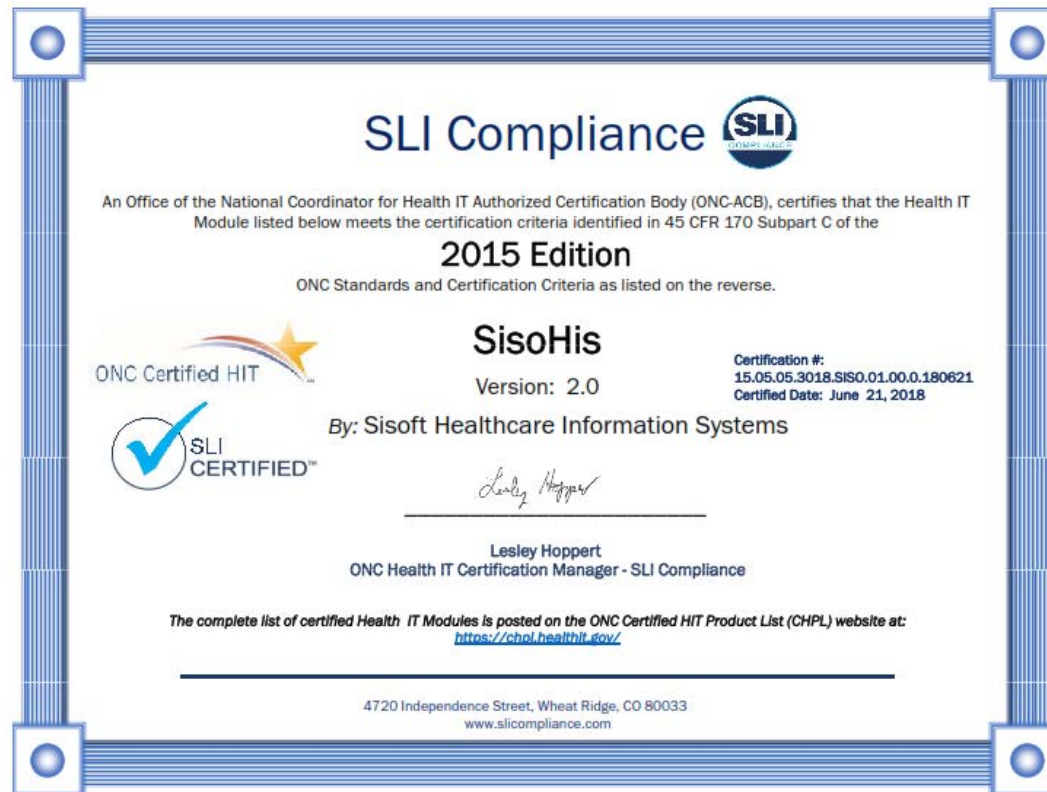 SLI Compliance
SLI
COMPLIANCE
An Office of the National Coordinator for Health IT Authorized Certification Body (ONC-ACB), certifies that the Health IT
Module listed below meets the certification criteria identified in 45 CFR 170 Subpart C of the
2015 Edition
ONC Standards and Certification Criteria as listed on the reverse.
ONC Certified HIT
SisoHis
Version: 2.0
Certification #:
15.05.05.3018.SISO.01.00.0.180621
Certified Date: June 21, 2018
By: Sisoft Healthcare Information Systems
SLI
CERTIFIED™
Lesley Hoppert
Lesley Hoppert
ONC Health IT Certification Manager - SLI Compliance
The complete list of certified Health IT Modules is posted on the ONC Certified HIT Product List (CHPL) website at:
https://chpl.healthit.gov/
4720 Independence Street, Wheat Ridge, CO 80033
www.slicompliance.com